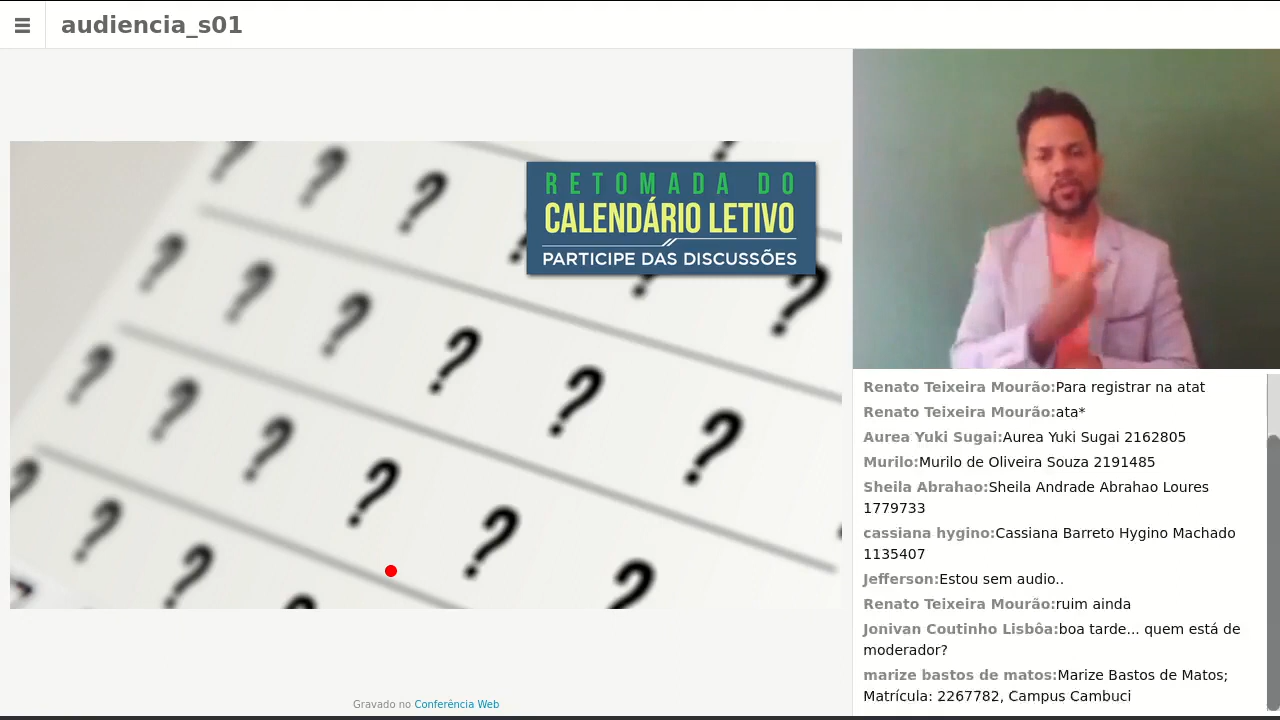 audiencia_s01
RETOMADA DO
CALENDÁRIO LETIVO
PARTICIPE DAS DISCUSSÕES
? ? ? ?
? ? ? ? ? ?
? ? ? ? ? ?
? ? ? ?
Gravado no Conferência Web
Renato Teixeira Mourão:Para registrar na atat
Renato Teixeira Mourão:ata*
Aurea Yuki Sugai:Aurea Yuki Sugai 2162805
Murilo:Murilo de Oliveira Souza 2191485
Sheila Abrahao:Sheila Andrade Abrahao Loures
1779733
cassiana hygino:Cassiana Barreto Hygino Machado
1135407
Jefferson:Estou sem audio..
Renato Teixeira Mourão:ruim ainda
Jonivan Coutinho Lisbôa:boa tarde... quem está de
moderador?
marize bastos de matos:Marize Bastos de Matos;
Matrícula: 2267782, Campus Cambuci